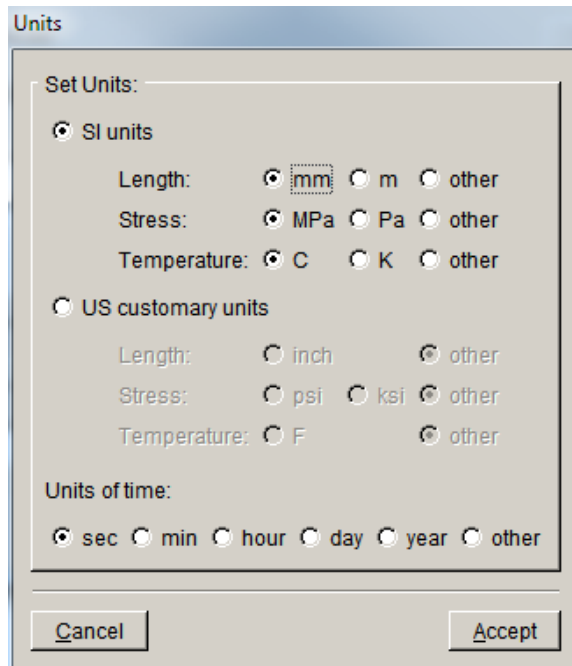 Units
Set Units:
SI units
Length: mm m other
Stress: MPa Pa other
Temperature: C K other
US customary units
Length: inch other
Stress: psi ksi other
Temperature: F other
Units of time:
sec min hour day year other
Cancel Accept